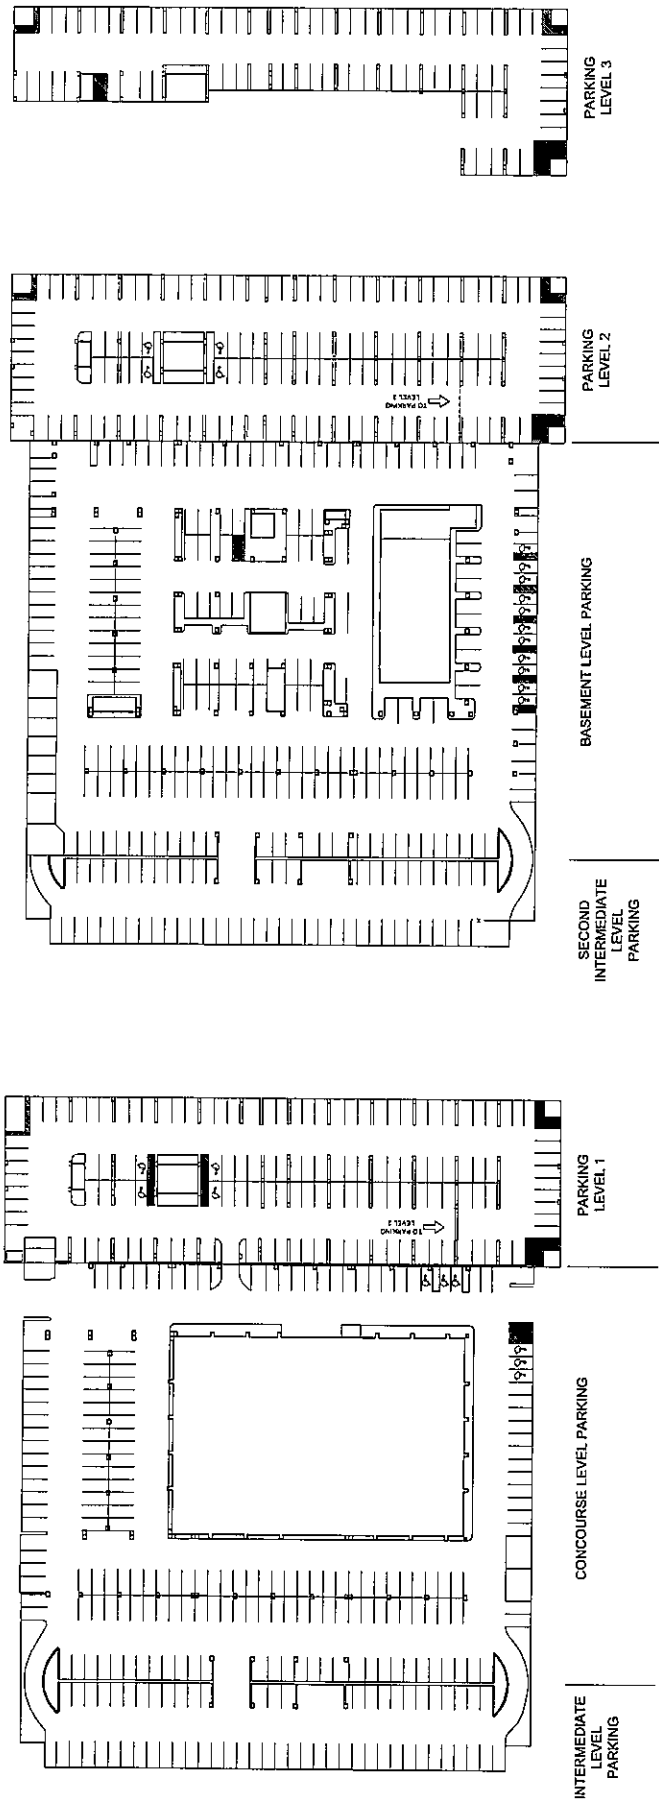 PARKING
LEVEL 3
PARKING
LEVEL 2
TO PARKING
LEVEL 3
BASEMENT LEVEL PARKING
SECOND
INTERMEDIATE
LEVEL
PARKING
PARKING
LEVEL 1
TO PARKING
LEVEL 2
CONCOURSE LEVEL PARKING
INTERMEDIATE
LEVEL
PARKING